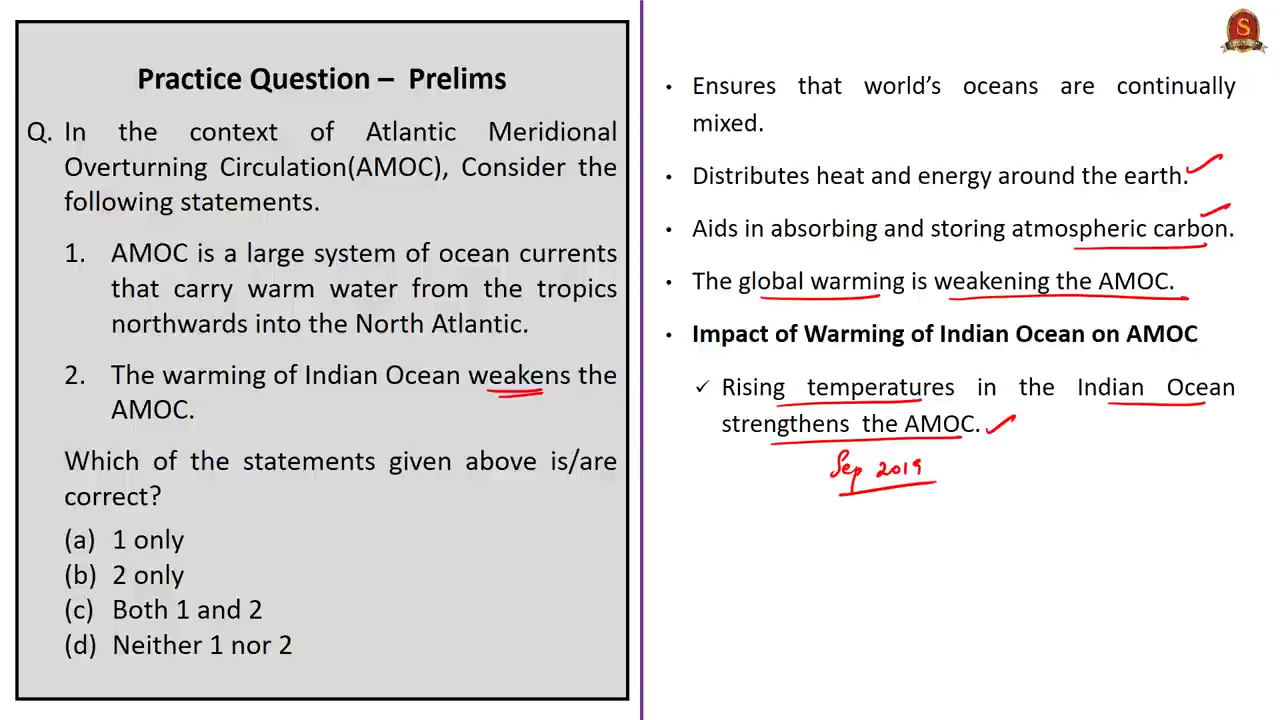 Practice Question – Prelims
Q. In the context of Atlantic Meridional
Overturning Circulation(AMOC), Consider the
following statements.
1. AMOC is a large system of ocean currents
that carry warm water from the tropics
northwards into the North Atlantic.
2. The warming of Indian Ocean weakens the
AMOC.
Which of the statements given above is/are
correct?
(a) 1 only
(b) 2 only
(c) Both 1 and 2
(d) Neither 1 nor 2
S
• Ensures that world’s oceans are continually
mixed.
• Distributes heat and energy around the earth.
• Aids in absorbing and storing atmospheric carbon.
• The global warming is weakening the AMOC.
• Impact of Warming of Indian Ocean on AMOC
✓ Rising temperatures in the Indian Ocean
strengthens the AMOC.
Sep 2019